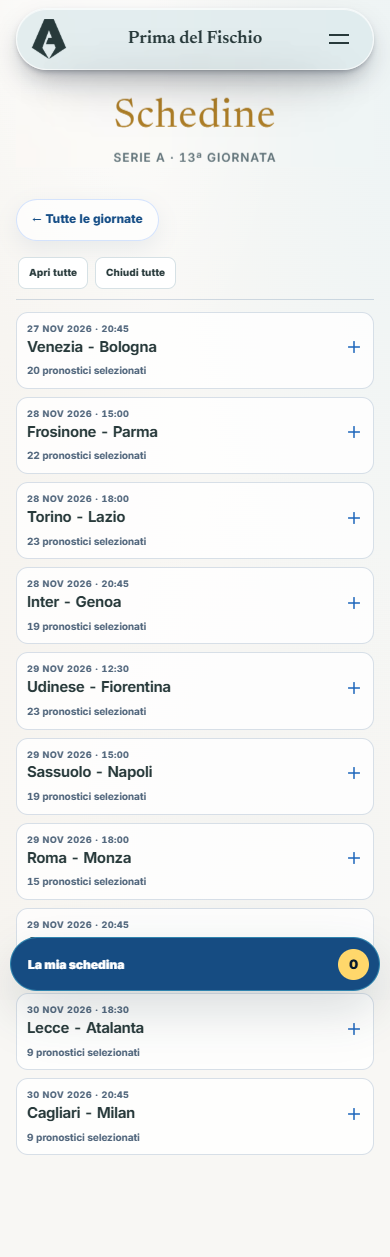 Prima del Fischio
Schedine
SERIE A · 13ª GIORNATA
← Tutte le giornate
Apri tutte
Chiudi tutte
27 NOV 2026 · 20:45
Venezia - Bologna
20 pronostici selezionati
28 NOV 2026 · 15:00
Frosinone - Parma
22 pronostici selezionati
28 NOV 2026 · 18:00
Torino - Lazio
23 pronostici selezionati
28 NOV 2026 · 20:45
Inter - Genoa
19 pronostici selezionati
29 NOV 2026 · 12:30
Udinese - Fiorentina
23 pronostici selezionati
29 NOV 2026 · 15:00
Sassuolo - Napoli
19 pronostici selezionati
29 NOV 2026 · 18:00
Roma - Monza
15 pronostici selezionati
29 NOV 2026 · 20:45
La mia schedina
0
30 NOV 2026 · 18:30
Lecce - Atalanta
9 pronostici selezionati
30 NOV 2026 · 20:45
Cagliari - Milan
9 pronostici selezionati